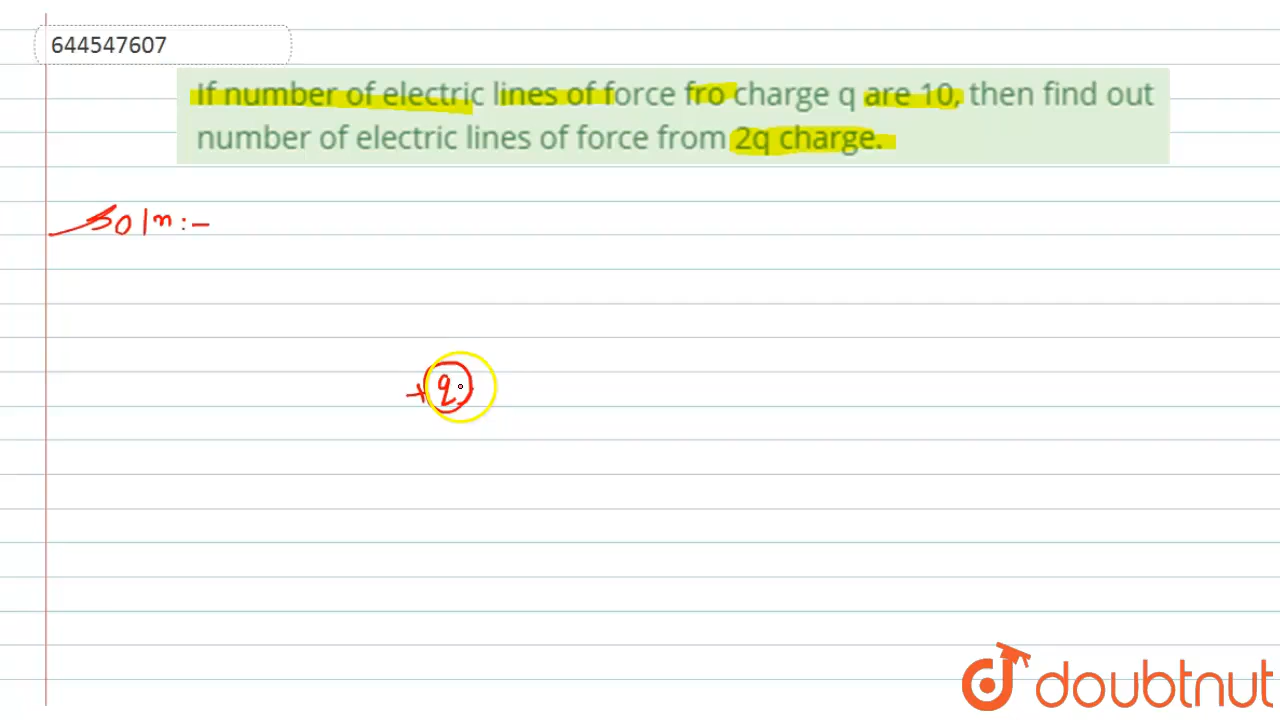 644547607
If number of electric lines of force fro charge q are 10, then find out
number of electric lines of force from 2q charge.
Soln :-
+q
doubtnut